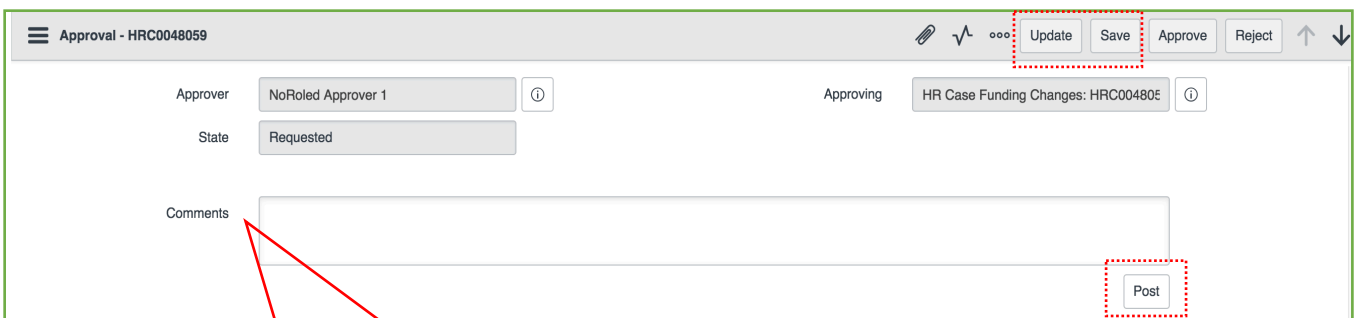 Approval - HRC0048059
Update Save Approve Reject
Approver NoRoled Approver 1 Approving HR Case Funding Changes: HRC004805
State Requested
Comments
Post